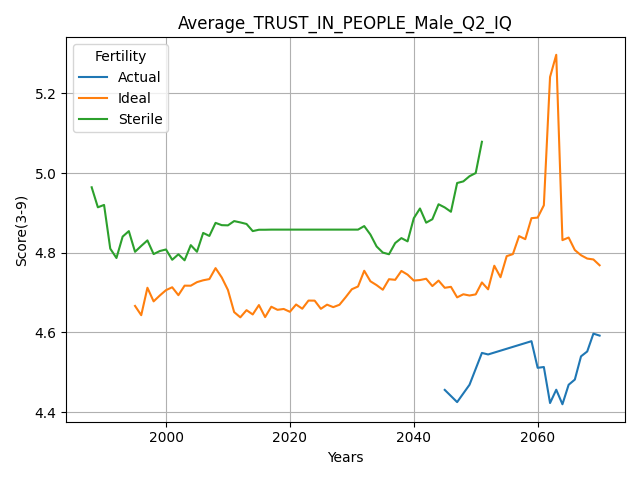 Average_TRUST_IN_PEOPLE_Male_Q2_IQ
Fertility
Actual
Ideal
Sterile
Score(3-9)
5.2
5.0
4.8
4.6
4.4
2000
2020
2040
2060
Years